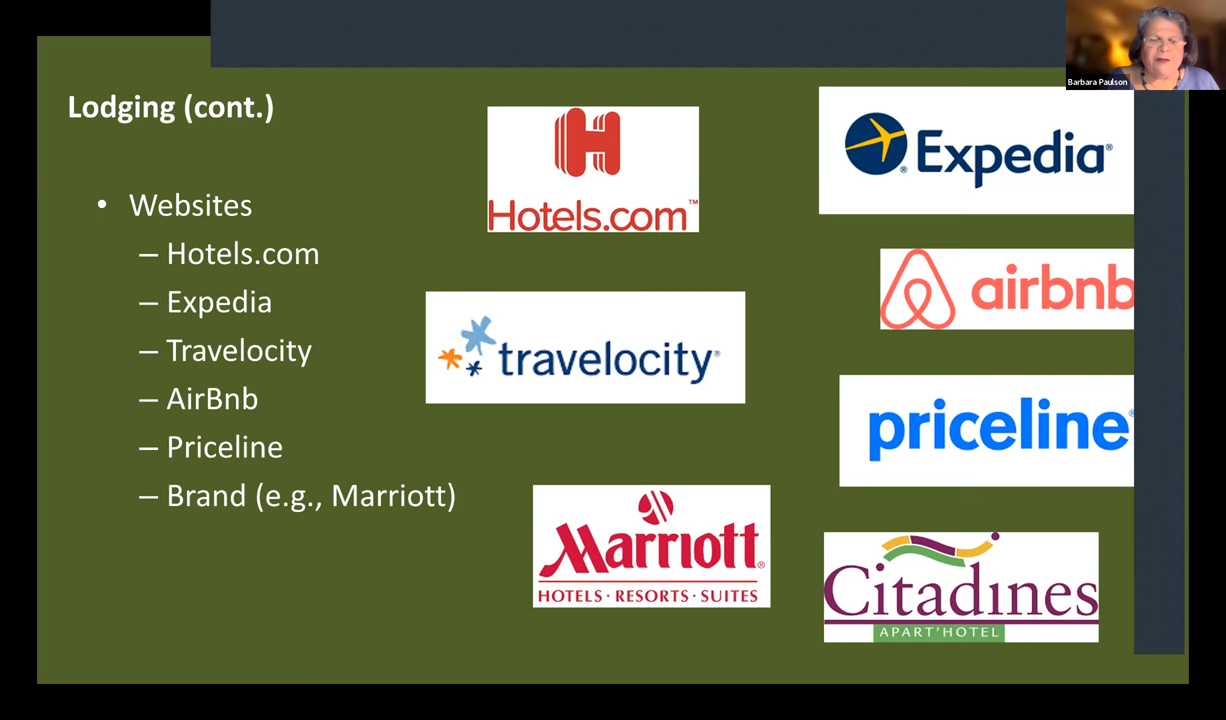 Barbara Paulson
Lodging (cont.)
• Websites
– Hotels.com
– Expedia
– Travelocity
– AirBnb
– Priceline
– Brand (e.g., Marriott)
H
Hotels.com™
Expedia®
airbnb
travelocity®
priceline®
Marriott®
HOTELS · RESORTS · SUITES
Citadines
APART'HOTEL